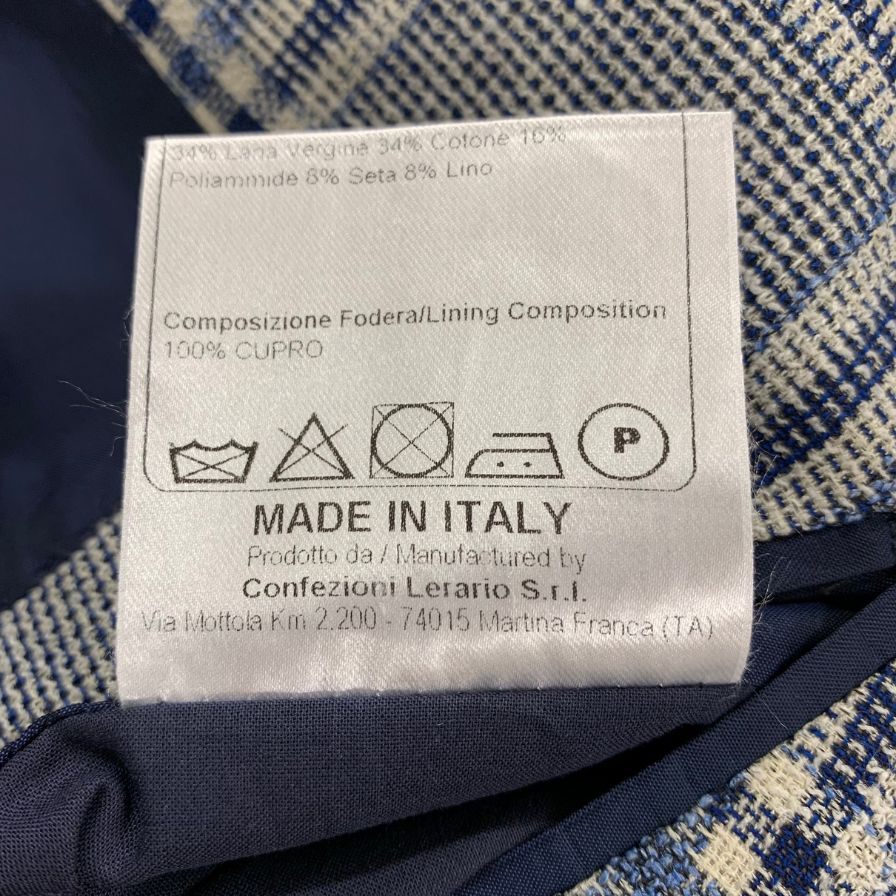 34% Lana Vergine 34% Cotone 16%
Poliammide 8% Seta 8% Lino
Composizione Fodera/Lining Composition
100% CUPRO
P
MADE IN ITALY
Prodotto da / Manufactured by
Confezioni Lerario S.r.l.
Via Mottola Km 2.200 - 74015 Martina Franca (TA)